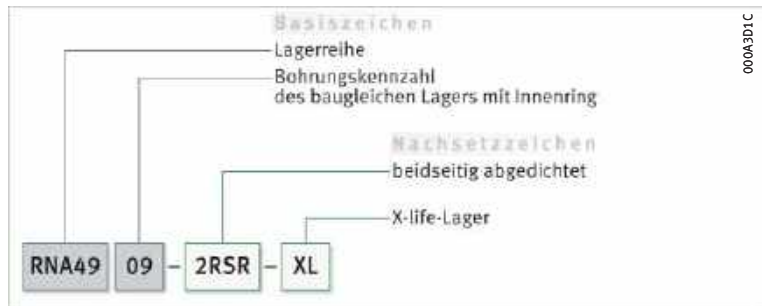 Basiszeichen
Lagerreihe
Bohrungskennzahl
des baugleichen Lagers mit Innenring
Nachsetzzeichen
beidseitig abgedichtet
X-life-Lager
RNA49 09 – 2RSR – XL
000A3D1C